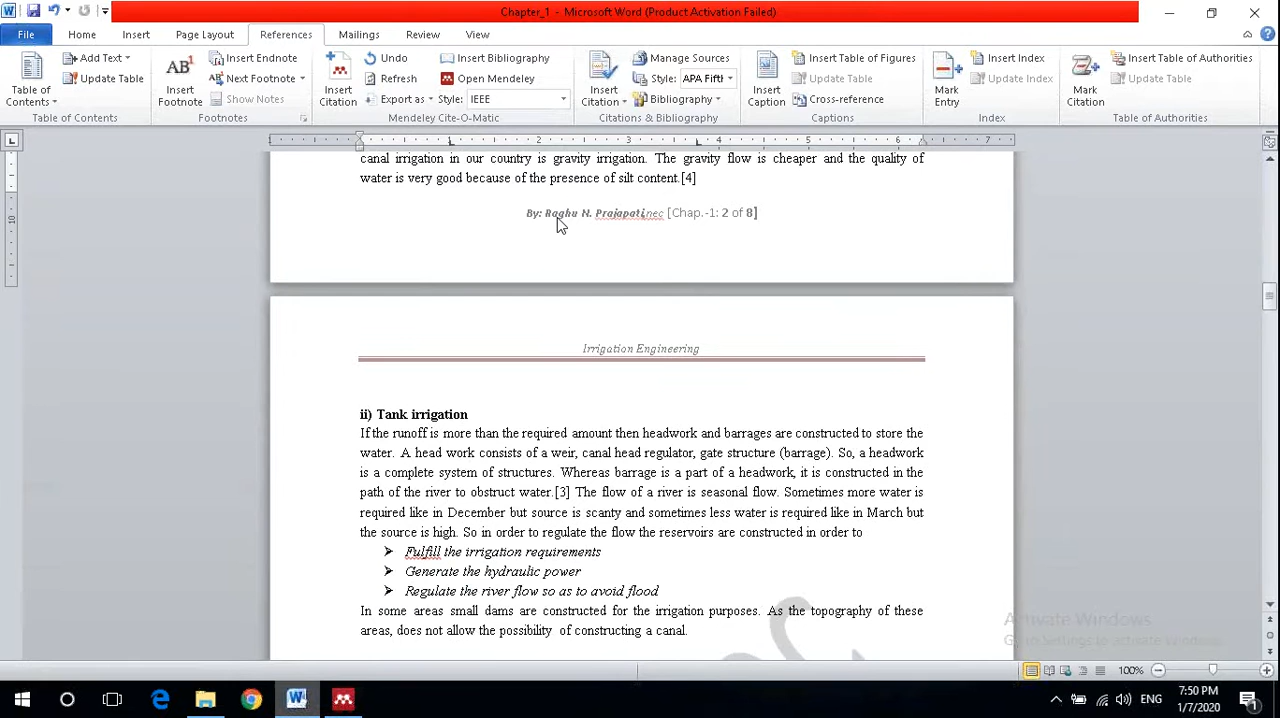 Chapter_1 - Microsoft Word (Product Activation Failed)
File Home Insert Page Layout References Mailings Review View
Add Text Insert Endnote Undo Insert Bibliography Manage Sources Insert Table of Figures Insert Index Insert Table of Authorities
Update Table Next Footnote Refresh Open Mendeley Style: APA Fifth Update Table Update Index Update Table
Table of Contents Insert Footnote Show Notes Insert Citation Export as Style: IEEE Insert Citation Bibliography Insert Caption Cross-reference Mark Entry Mark Citation
AB1
Table of Contents Footnotes Mendeley Cite-O-Matic Citations & Bibliography Captions Index Table of Authorities
L 1 2 3 4 5 6 7
10
canal irrigation in our country is gravity irrigation. The gravity flow is cheaper and the quality of
water is very good because of the presence of silt content.[4]
By: Raghu N. Prajapati,nec [Chap.-1: 2 of 8]
Irrigation Engineering
ii) Tank irrigation
If the runoff is more than the required amount then headwork and barrages are constructed to store the
water. A head work consists of a weir, canal head regulator, gate structure (barrage). So, a headwork
is a complete system of structures. Whereas barrage is a part of a headwork, it is constructed in the
path of the river to obstruct water.[3] The flow of a river is seasonal flow. Sometimes more water is
required like in December but source is scanty and sometimes less water is required like in March but
the source is high. So in order to regulate the flow the reservoirs are constructed in order to
Fulfill the irrigation requirements
Generate the hydraulic power
Regulate the river flow so as to avoid flood
In some areas small dams are constructed for the irrigation purposes. As the topography of these
areas, does not allow the possibility of constructing a canal.
Activate Windows
Go to Settings to activate Windows.
100%
ENG 7:50 PM
1/7/2020